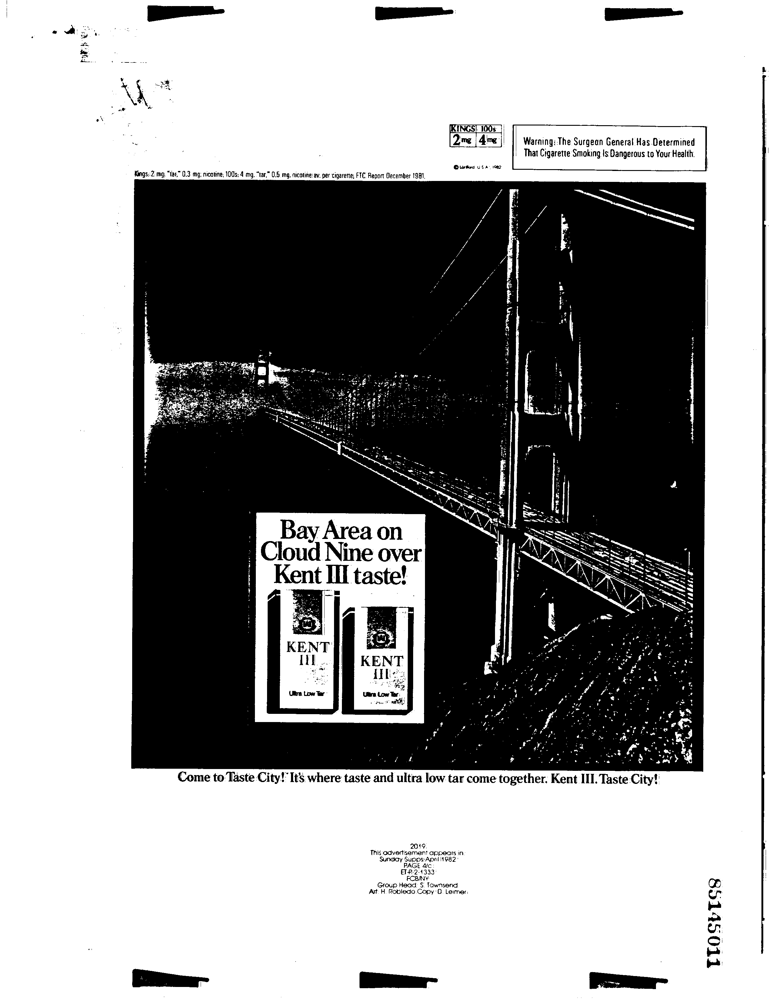 KINGS 100s
2 mg 4 mg
Warning: The Surgeon General Has Determined
That Cigarette Smoking Is Dangerous to Your Health.
© Lorillard U.S.A. 1982
Kings: 2 mg. "tar," 0.3 mg. nicotine, 100s: 4 mg. "tar," 0.5 mg. nicotine av. per cigarette, FTC Report December 1981.
Bay Area on
Cloud Nine over
Kent III taste!
KENT
III
Ultra Low Tar
KENT
III
Ultra Low Tar
Come to Taste City! It's where taste and ultra low tar come together. Kent III. Taste City!
2019
This advertisement appears in
Sunday Supps April 1982
PAGE 4/c
FCB/NY
Group Head: S. Townsend
Art: H. Robledo Copy: D. Leimer
85145011